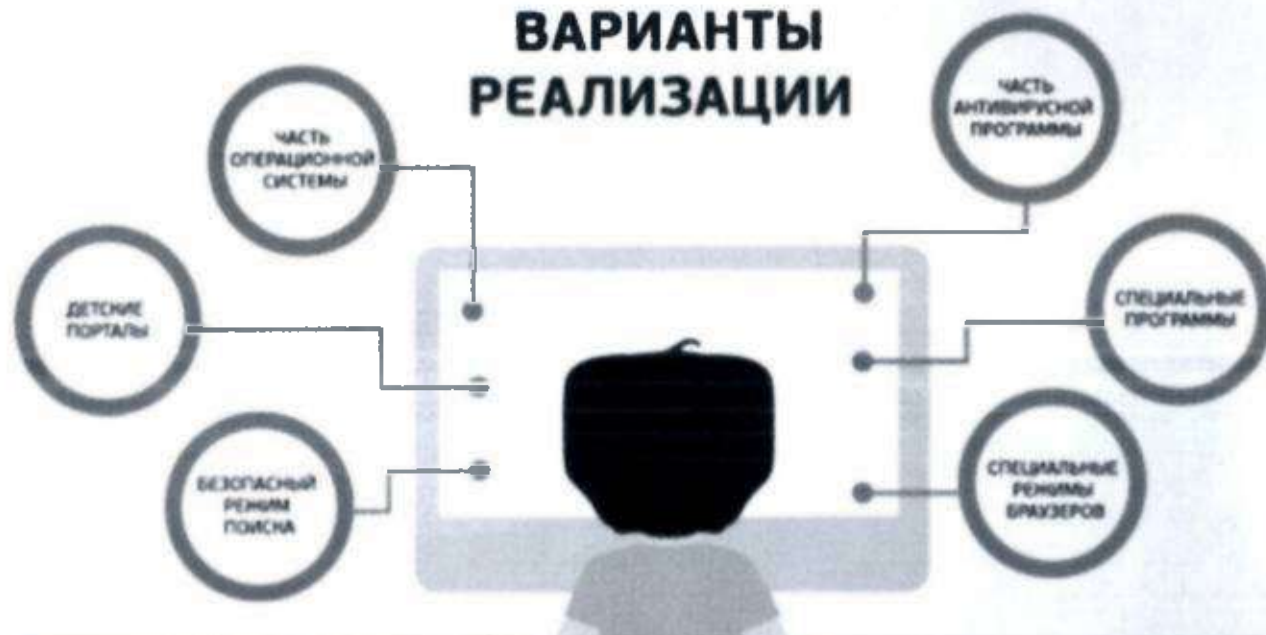 ВАРИАНТЫ
РЕАЛИЗАЦИИ
ЧАСТЬ
ОПЕРАЦИОННОЙ
СИСТЕМЫ
ДЕТСКИЕ
ПОРТАЛЫ
БЕЗОПАСНЫЙ
РЕЖИМ
ПОИСКА
ЧАСТЬ
АНТИВИРУСНОЙ
ПРОГРАММЫ
СПЕЦИАЛЬНЫЕ
ПРОГРАММЫ
СПЕЦИАЛЬНЫЕ
РЕЖИМЫ
БРАУЗЕРОВ